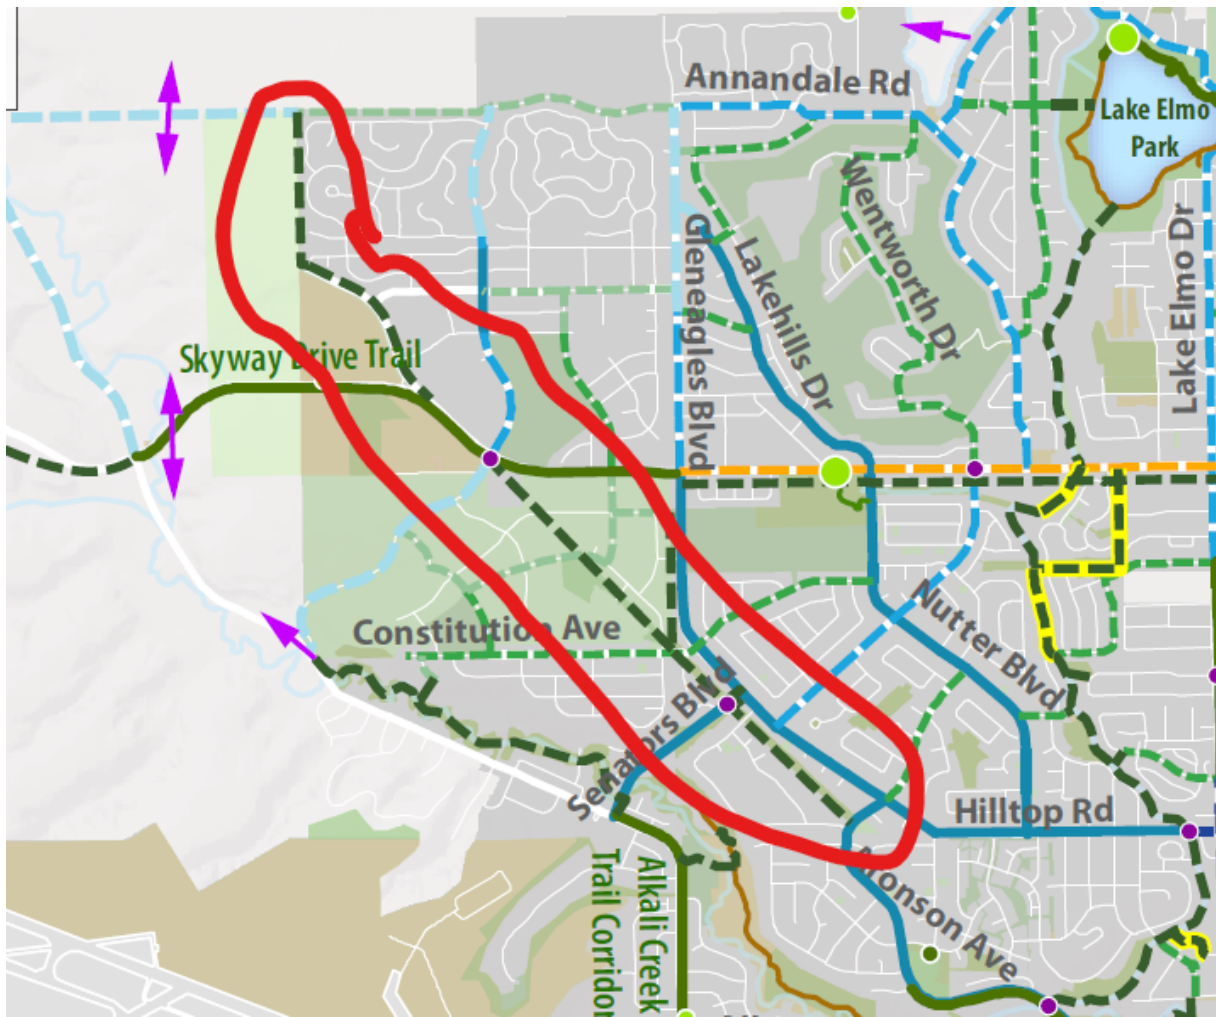 Annandale Rd
Lake Elmo
Park
Wentworth Dr
Lake Elmo Dr
Gleneagles Blvd
Lakehills Dr
Skyway Drive Trail
Constitution Ave
Nutter Blvd
Senators Blvd
Hilltop Rd
Aronson Ave
Alkali Creek
Trail Corridor